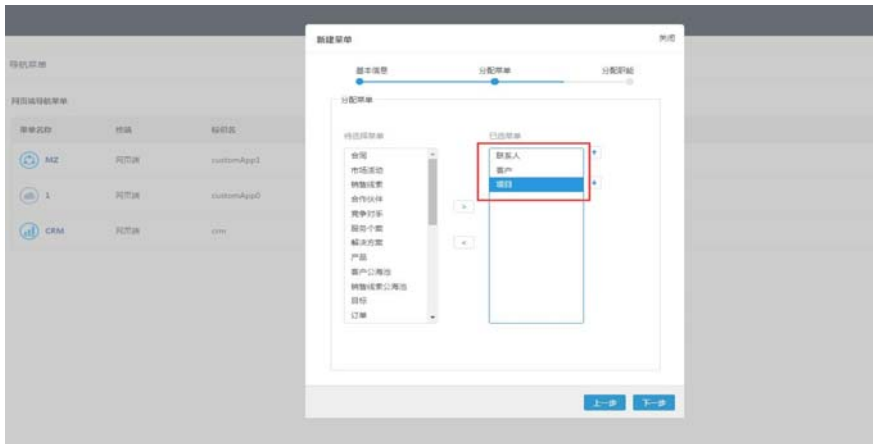 新建菜单
关闭
导航菜单
基本信息
分配菜单
分配职能
网页端导航菜单
分配菜单
菜单名称
终端
标识名
待选择菜单
已选菜单
MZ
网页端
customApp1
1
网页端
customApp0
CRM
网页端
crm
合同
市场活动
销售线索
合作伙伴
竞争对手
服务个案
解决方案
产品
客户公海池
销售线索公海池
目标
订单
>
<
联系人
客户
项目
上一步
下一步